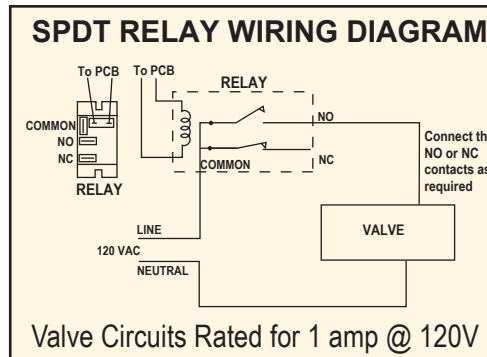 SPDT RELAY WIRING DIAGRAM
To PCB
To PCB
RELAY
COMMON
NO
NC
RELAY
NO
COMMON
NC
Connect th
NO or NC
contacts as
required
LINE
120 VAC
NEUTRAL
VALVE
Valve Circuits Rated for 1 amp @ 120V